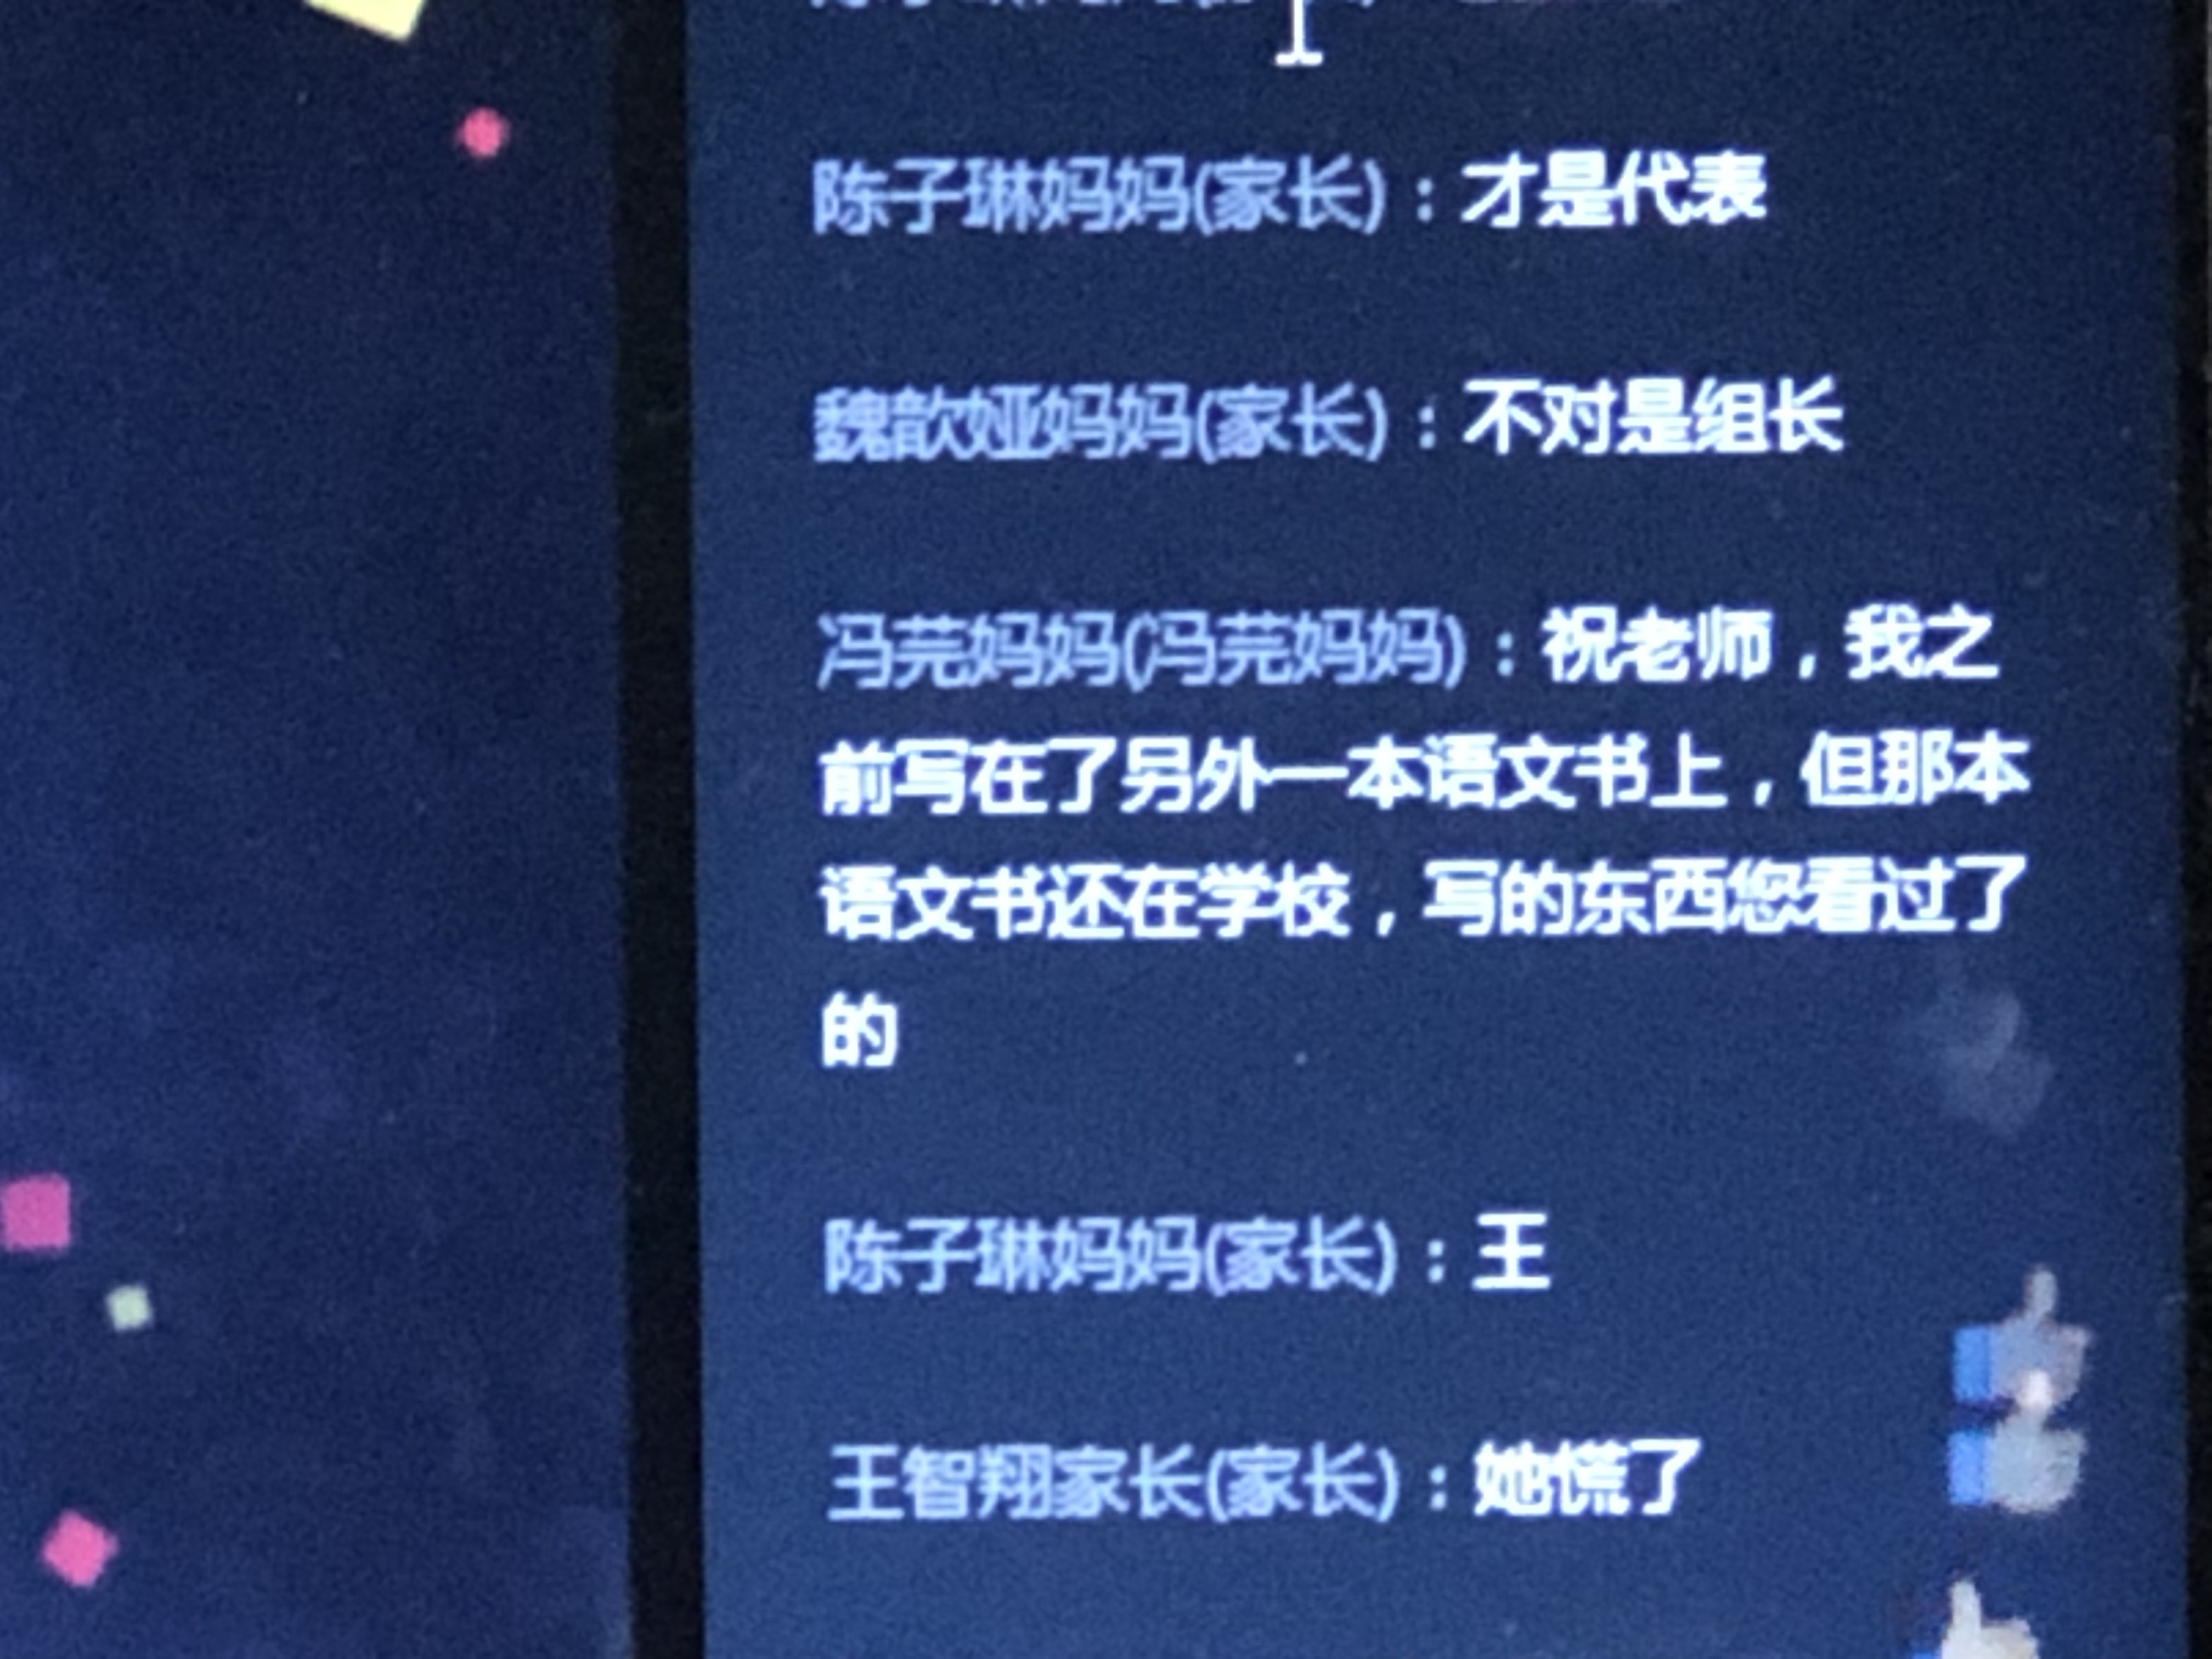 陈子琳妈妈(家长)：才是代表
魏歆娅妈妈(家长)：不对是组长
冯芫妈妈(冯芫妈妈)：祝老师，我之
前写在了另外一本语文书上，但那本
语文书还在学校，写的东西您看过了
的
陈子琳妈妈(家长)：王
王智翔家长(家长)：她慌了